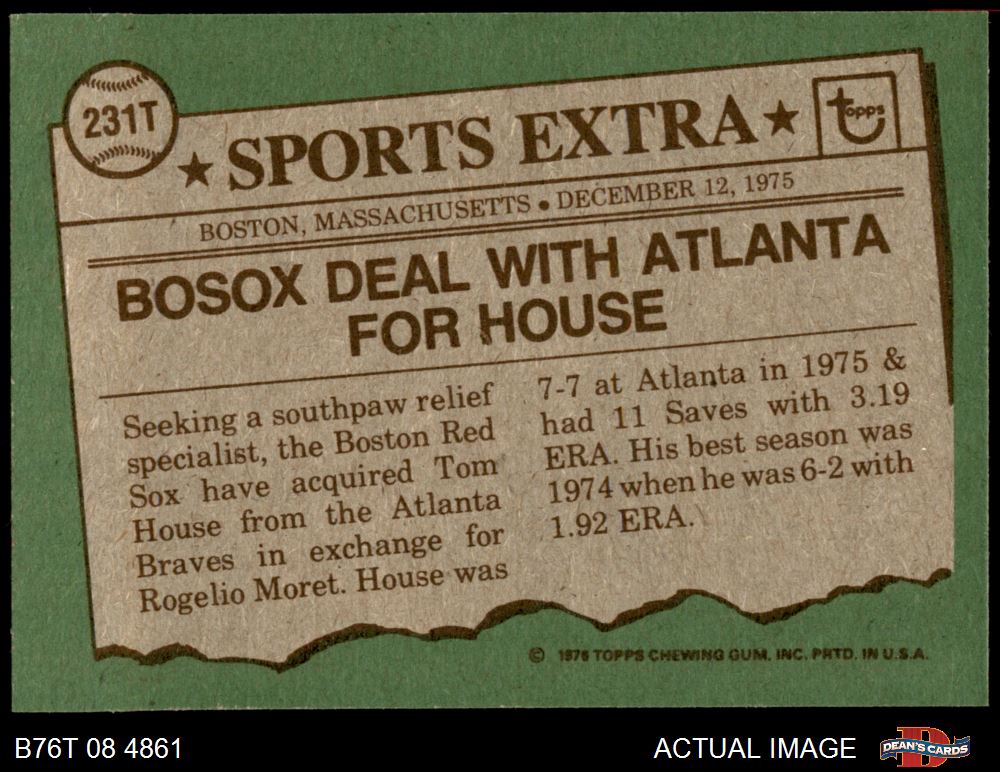 231T
★ SPORTS EXTRA ★
topps
BOSTON, MASSACHUSETTS • DECEMBER 12, 1975
BOSOX DEAL WITH ATLANTA
FOR HOUSE
Seeking a southpaw relief
specialist, the Boston Red
Sox have acquired Tom
House from the Atlanta
Braves in exchange for
Rogelio Moret. House was
7-7 at Atlanta in 1975 &
had 11 Saves with 3.19
ERA. His best season was
1974 when he was 6-2 with
1.92 ERA.
© 1976 TOPPS CHEWING GUM, INC. PRTD. IN U.S.A.
B76T 08 4861
ACTUAL IMAGE
D
DEAN'S CARDS